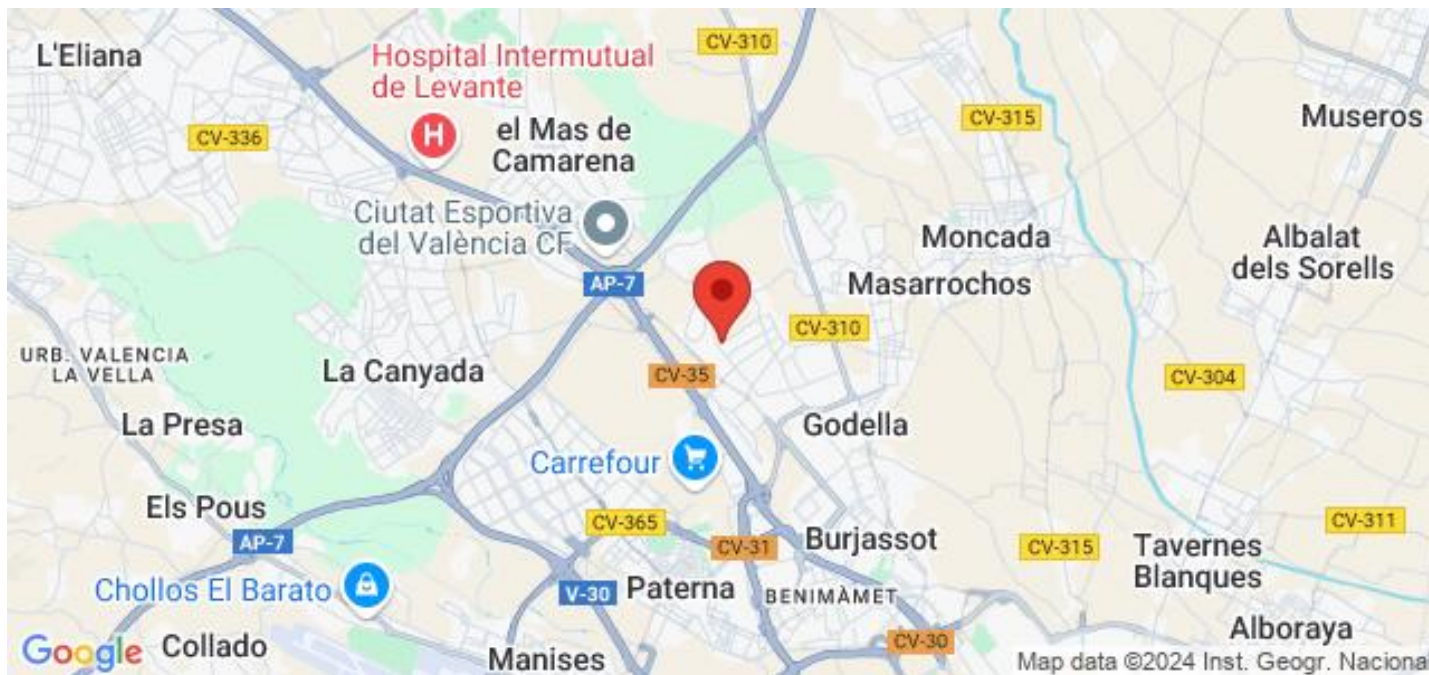 L'Eliana
CV-310
Hospital Intermutual
de Levante
H
el Mas de
Camarena
CV-336
CV-315
Museros
Ciutat Esportiva
del València CF
Moncada
Albalat
dels Sorells
AP-7
Masarrochos
CV-310
URB. VALENCIA
LA VELLA
La Canyada
CV-35
CV-304
La Presa
Godella
Carrefour
Els Pous
CV-365
CV-311
AP-7
CV-31
Burjassot
CV-315
Tavernes
Blanques
Chollos El Barato
V-30
Paterna
BENIMÀMET
Alboraya
Google
Collado
Manises
CV-30
Map data ©2024 Inst. Geogr. Nacional